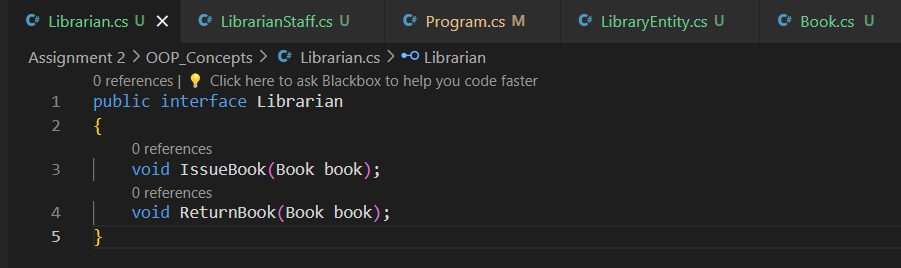 C# Librarian.cs U × C# LibrarianStaff.cs U C# Program.cs M C# LibraryEntity.cs U C# Book.cs U
Assignment 2 > OOP_Concepts > C# Librarian.cs > Librarian
0 references | 💡 Click here to ask Blackbox to help you code faster
1 public interface Librarian
2 {
0 references
3 void IssueBook(Book book);
0 references
4 void ReturnBook(Book book);
5 }